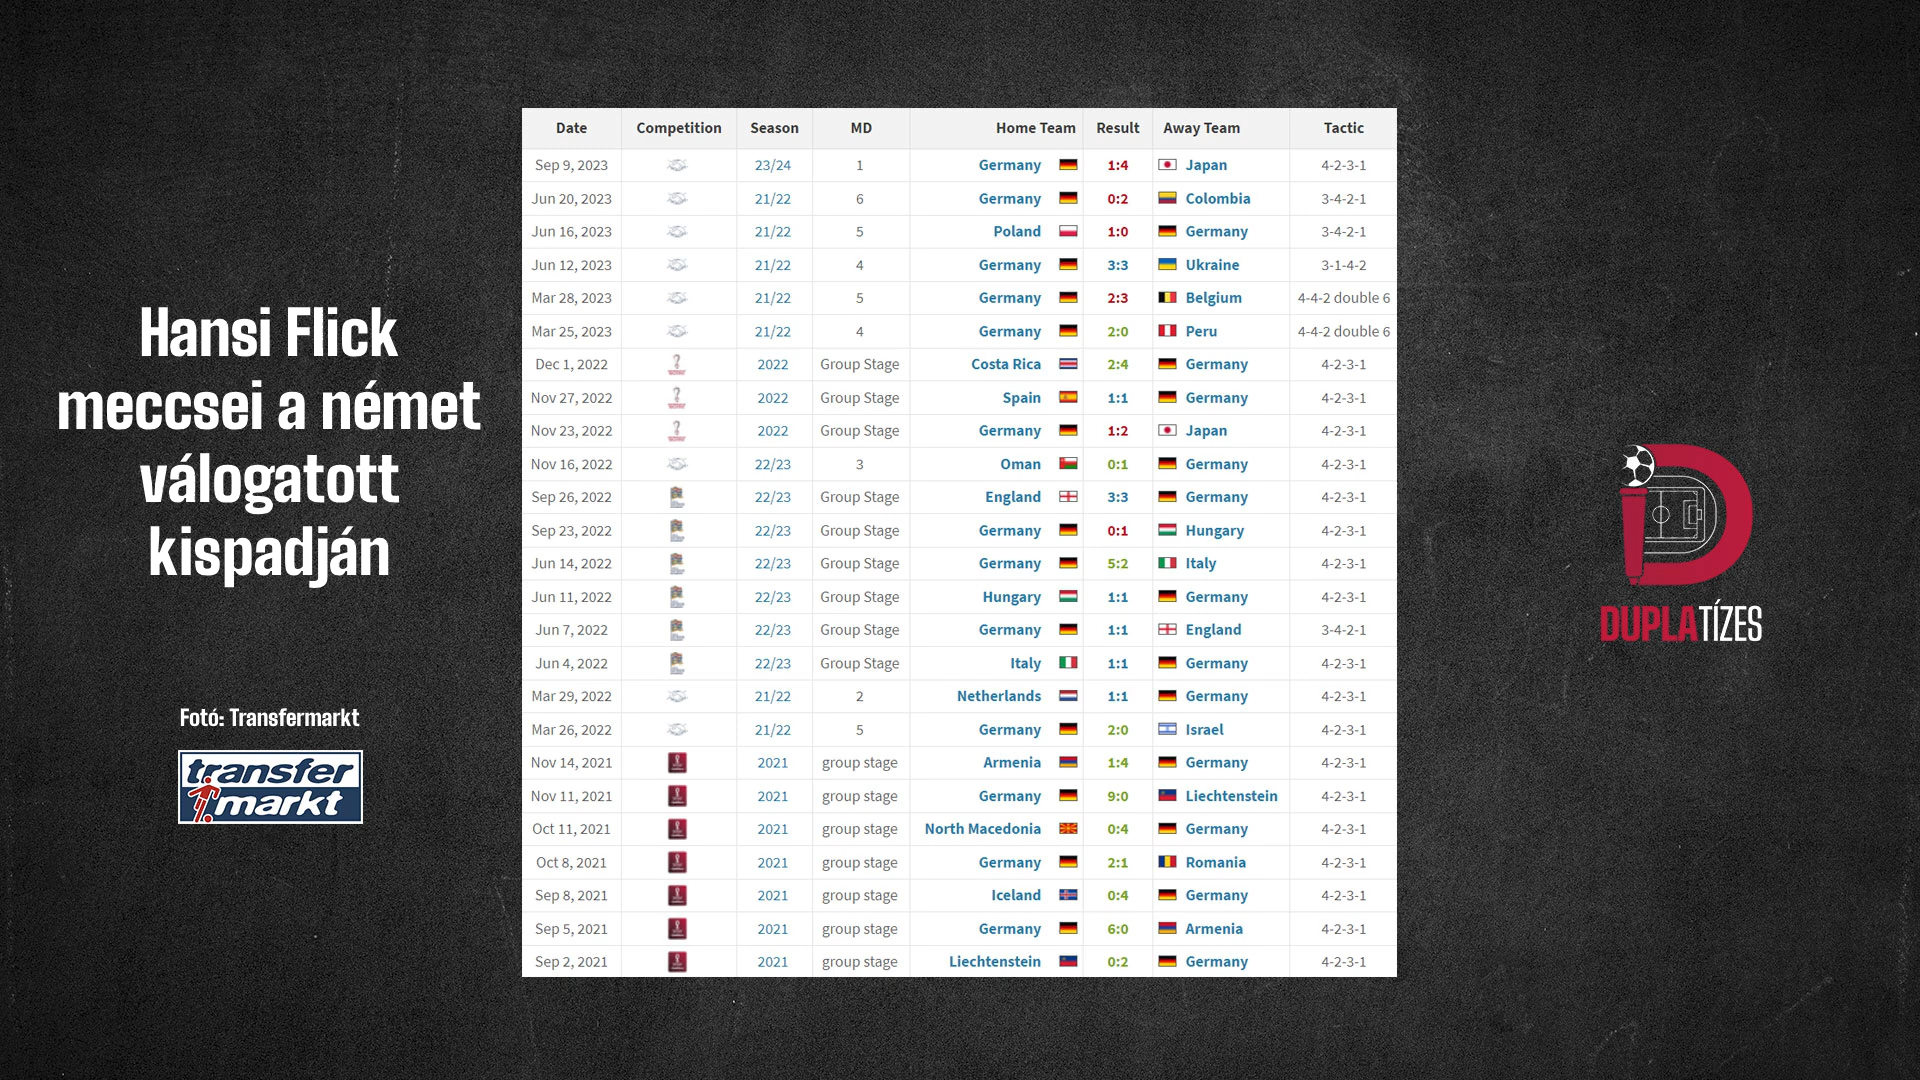 Hansi Flick
meccsei a német
válogatott
kispadján
Fotó: Transfermarkt
transfer
markt
Date Competition Season MD Home Team Result Away Team Tactic
Sep 9, 2023 23/24 1 Germany 1:4 Japan 4-2-3-1
Jun 20, 2023 21/22 6 Germany 0:2 Colombia 3-4-2-1
Jun 16, 2023 21/22 5 Poland 1:0 Germany 3-4-2-1
Jun 12, 2023 21/22 4 Germany 3:3 Ukraine 3-1-4-2
Mar 28, 2023 21/22 5 Germany 2:3 Belgium 4-4-2 double 6
Mar 25, 2023 21/22 4 Germany 2:0 Peru 4-4-2 double 6
Dec 1, 2022 2022 Group Stage Costa Rica 2:4 Germany 4-2-3-1
Nov 27, 2022 2022 Group Stage Spain 1:1 Germany 4-2-3-1
Nov 23, 2022 2022 Group Stage Germany 1:2 Japan 4-2-3-1
Nov 16, 2022 22/23 3 Oman 0:1 Germany 4-2-3-1
Sep 26, 2022 22/23 Group Stage England 3:3 Germany 4-2-3-1
Sep 23, 2022 22/23 Group Stage Germany 0:1 Hungary 4-2-3-1
Jun 14, 2022 22/23 Group Stage Germany 5:2 Italy 4-2-3-1
Jun 11, 2022 22/23 Group Stage Hungary 1:1 Germany 4-2-3-1
Jun 7, 2022 22/23 Group Stage Germany 1:1 England 3-4-2-1
Jun 4, 2022 22/23 Group Stage Italy 1:1 Germany 4-2-3-1
Mar 29, 2022 21/22 2 Netherlands 1:1 Germany 4-2-3-1
Mar 26, 2022 21/22 5 Germany 2:0 Israel 4-2-3-1
Nov 14, 2021 2021 group stage Armenia 1:4 Germany 4-2-3-1
Nov 11, 2021 2021 group stage Germany 9:0 Liechtenstein 4-2-3-1
Oct 11, 2021 2021 group stage North Macedonia 0:4 Germany 4-2-3-1
Oct 8, 2021 2021 group stage Germany 2:1 Romania 4-2-3-1
Sep 8, 2021 2021 group stage Iceland 0:4 Germany 4-2-3-1
Sep 5, 2021 2021 group stage Germany 6:0 Armenia 4-2-3-1
Sep 2, 2021 2021 group stage Liechtenstein 0:2 Germany 4-2-3-1
DUPLATÍZES